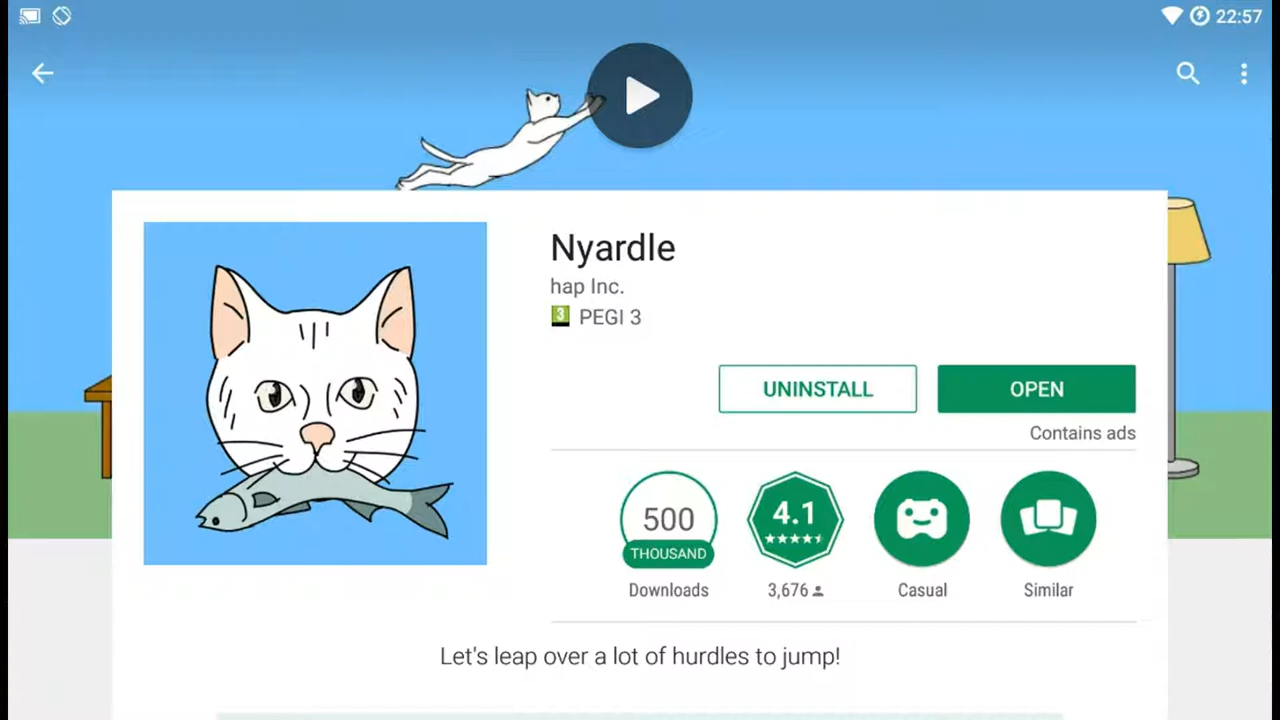 22:57
Nyardle
hap Inc.
3 PEGI 3
UNINSTALL
OPEN
Contains ads
500
THOUSAND
Downloads
4.1
3,676
Casual
Similar
Let's leap over a lot of hurdles to jump!